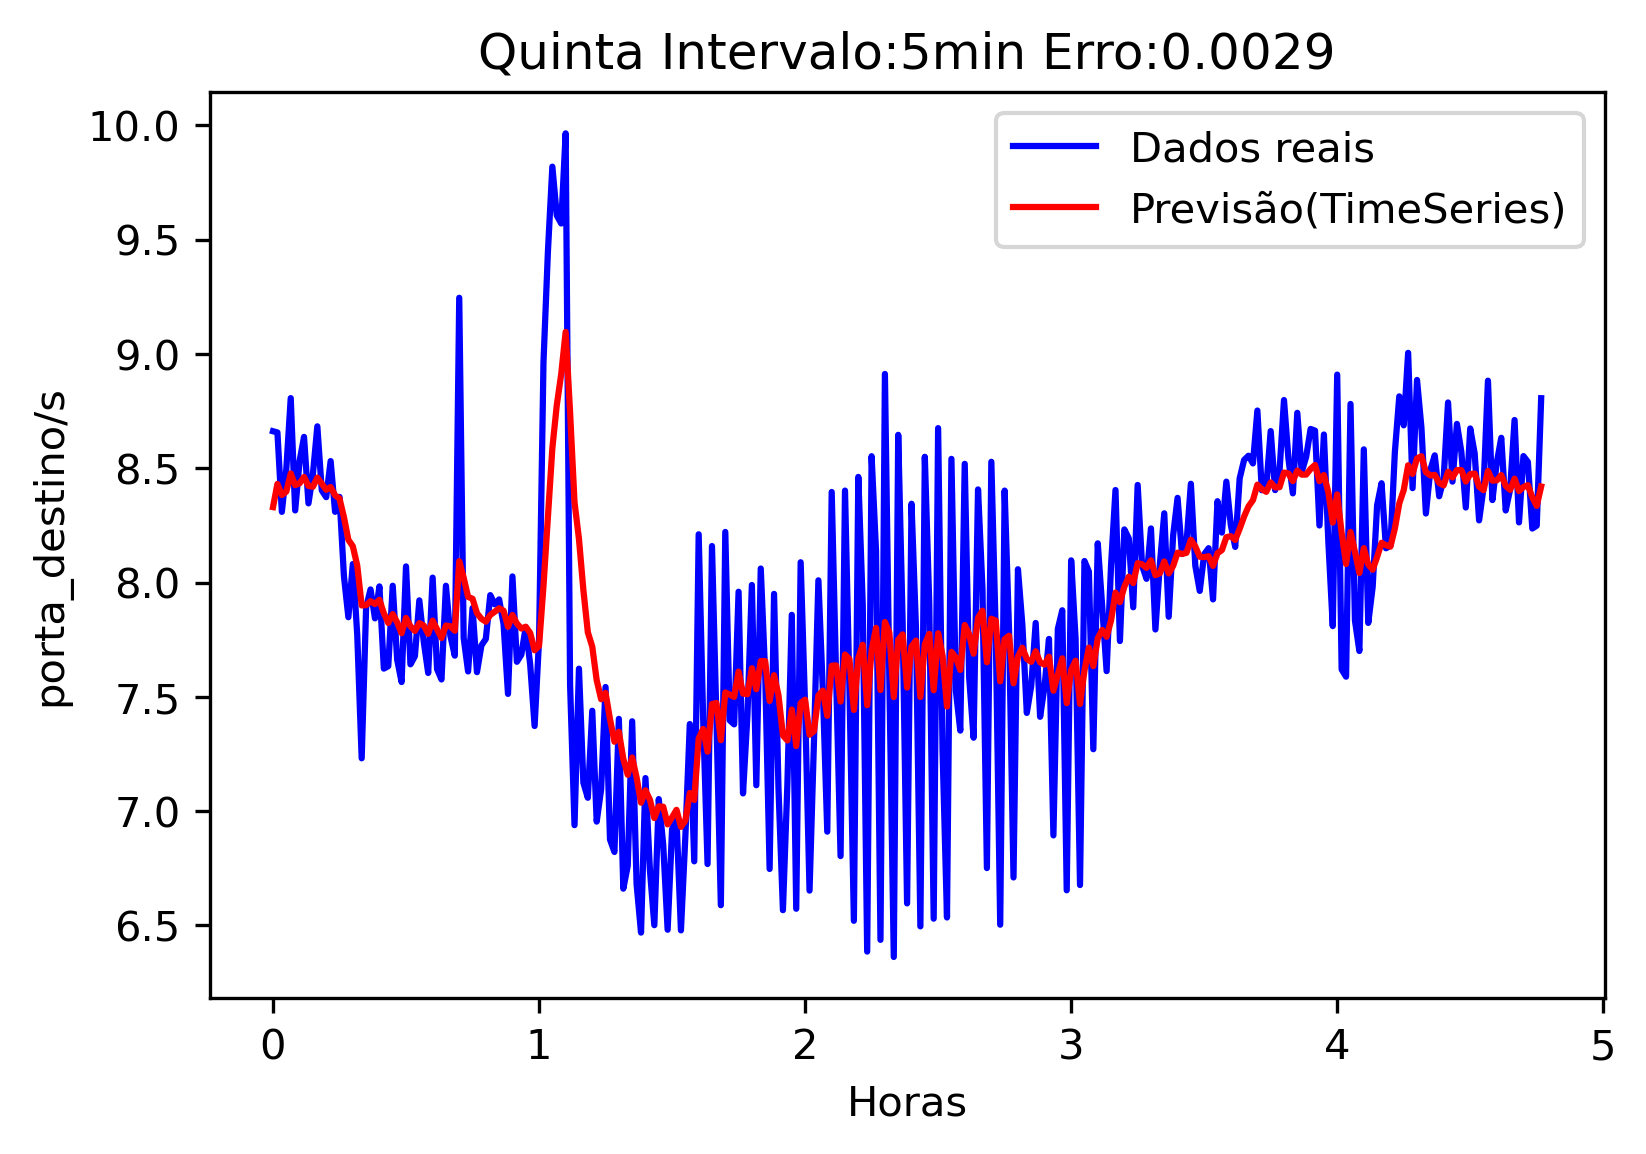 Quinta Intervalo:5min Erro:0.0029
Dados reais
Previsão(TimeSeries)
porta_destino/s
10.0
9.5
9.0
8.5
8.0
7.5
7.0
6.5
0 1 2 3 4 5
Horas